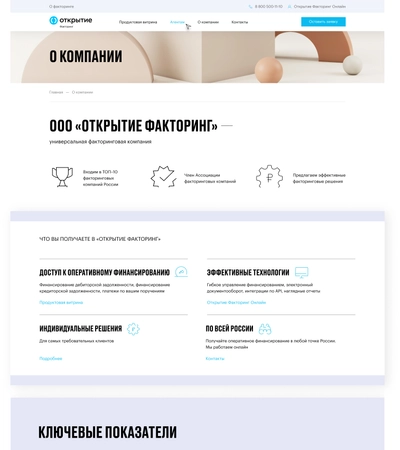 О факторинге
8 800 500-11-10
Открытие Факторинг Онлайн
открытие
Факторинг
Продуктовая витрина
Клиентам
О компании
Контакты
Оставить заявку
О КОМПАНИИ
Главная — О компании
ООО «ОТКРЫТИЕ ФАКТОРИНГ» —
универсальная факторинговая компания
Входим в ТОП-10
факторинговых
компаний России
Член Ассоциации
факторинговых компаний
Предлагаем эффективные
факторинговые решения
ЧТО ВЫ ПОЛУЧАЕТЕ В «ОТКРЫТИЕ ФАКТОРИНГ»
ДОСТУП К ОПЕРАТИВНОМУ ФИНАНСИРОВАНИЮ
Финансирование дебиторской задолженности, финансирование
кредиторской задолженности, платежи по вашим поручениям
Продуктовая витрина
ЭФФЕКТИВНЫЕ ТЕХНОЛОГИИ
Гибкое управление финансированием, электронный
документооборот, интеграция по API, наглядные отчеты
Открытие Факторинг Онлайн
ИНДИВИДУАЛЬНЫЕ РЕШЕНИЯ
Для самых требовательных клиентов
Подробнее
ПО ВСЕЙ РОССИИ
Получайте оперативное финансирование в любой точке России.
Мы работаем онлайн
Контакты
КЛЮЧЕВЫЕ ПОКАЗАТЕЛИ